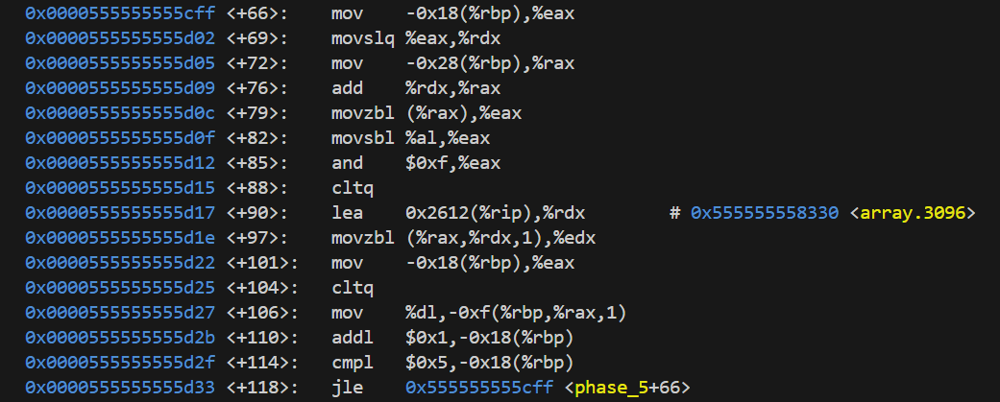 0x0000555555555cff <+66>: mov -0x18(%rbp),%eax
0x0000555555555d02 <+69>: movslq %eax,%rdx
0x0000555555555d05 <+72>: mov -0x28(%rbp),%rax
0x0000555555555d09 <+76>: add %rdx,%rax
0x0000555555555d0c <+79>: movzbl (%rax),%eax
0x0000555555555d0f <+82>: movsbl %al,%eax
0x0000555555555d12 <+85>: and $0xf,%eax
0x0000555555555d15 <+88>: cltq
0x0000555555555d17 <+90>: lea 0x2612(%rip),%rdx # 0x555555558330 <array.3096>
0x0000555555555d1e <+97>: movzbl (%rax,%rdx,1),%edx
0x0000555555555d22 <+101>: mov -0x18(%rbp),%eax
0x0000555555555d25 <+104>: cltq
0x0000555555555d27 <+106>: mov %dl,-0xf(%rbp,%rax,1)
0x0000555555555d2b <+110>: addl $0x1,-0x18(%rbp)
0x0000555555555d2f <+114>: cmpl $0x5,-0x18(%rbp)
0x0000555555555d33 <+118>: jle 0x555555555cff <phase_5+66>